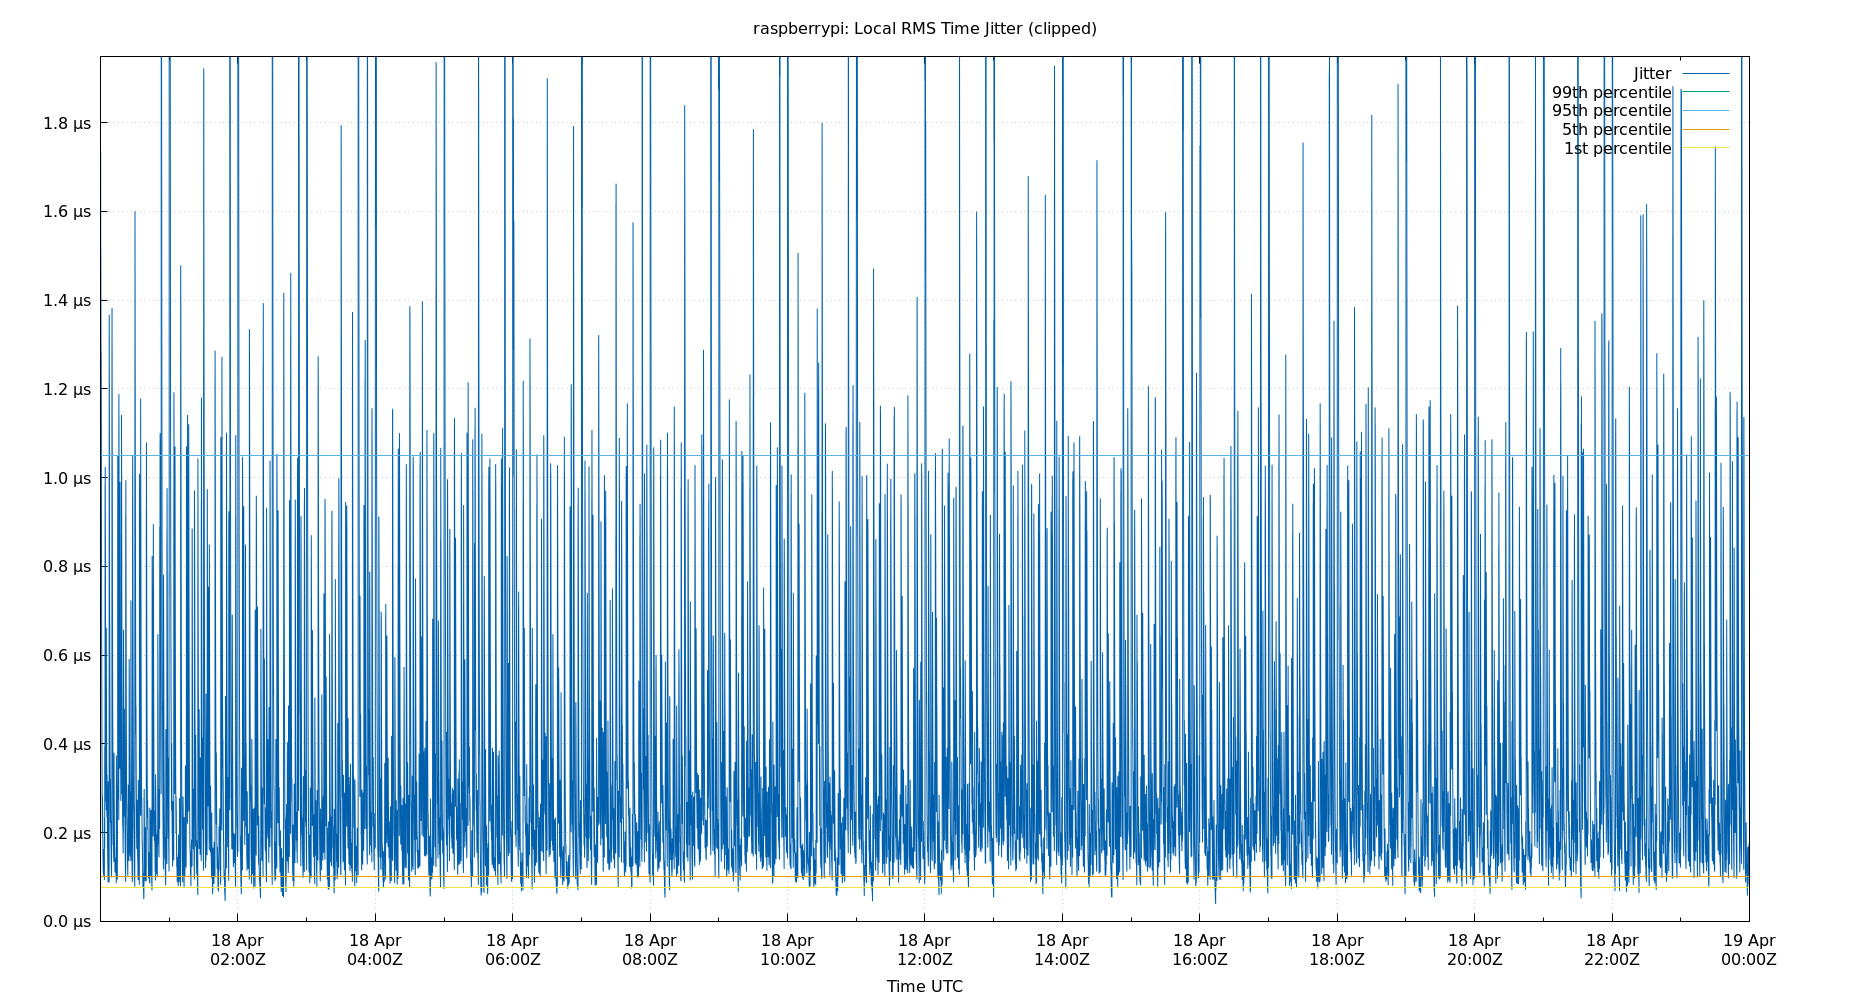 raspberrypi: Local RMS Time Jitter (clipped)
Jitter
99th percentile
95th percentile
5th percentile
1st percentile
1.8 µs
1.6 µs
1.4 µs
1.2 µs
1.0 µs
0.8 µs
0.6 µs
0.4 µs
0.2 µs
0.0 µs
18 Apr 18 Apr 18 Apr 18 Apr 18 Apr 18 Apr 18 Apr 18 Apr 18 Apr 18 Apr 18 Apr 19 Apr
02:00Z 04:00Z 06:00Z 08:00Z 10:00Z 12:00Z 14:00Z 16:00Z 18:00Z 20:00Z 22:00Z 00:00Z
Time UTC